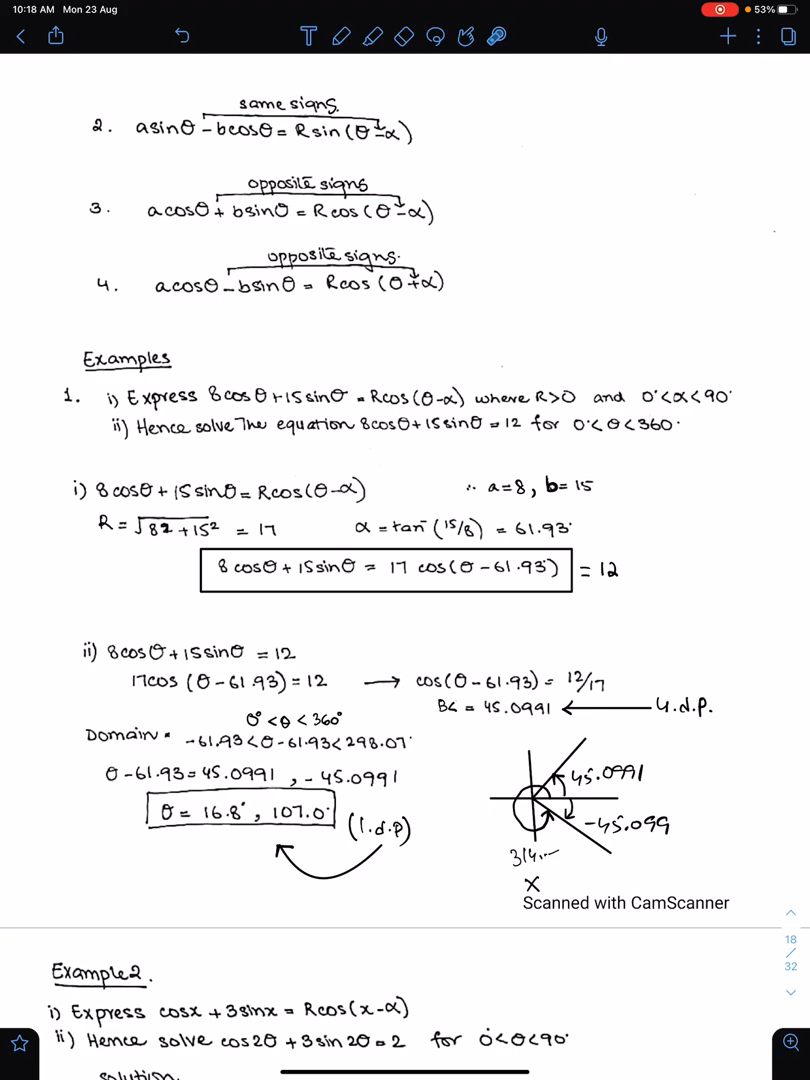 10:18 AM Mon 23 Aug
53%
same signs.
2. asinθ - bcosθ = Rsin(θ - α)
opposite signs
3. acosθ + bsinθ = Rcos(θ - α)
opposite signs.
4. acosθ - bsinθ = Rcos(θ + α)
Examples
1. i) Express 8cosθ + 15sinθ = Rcos(θ-α) where R>0 and 0°<α<90°
ii) Hence solve the equation 8cosθ + 15sinθ = 12 for 0°<θ<360°
i) 8cosθ + 15sinθ = Rcos(θ-α) ∴ a=8, b=15
R = √8²+15² = 17 α = tan⁻(15/8) = 61.93°
8cosθ + 15sinθ = 17 cos(θ - 61.93°) = 12
ii) 8cosθ + 15sinθ = 12
17cos(θ - 61.93) = 12 → cos(θ - 61.93) = 12/17
B∠ = 45.0991 ← 4.d.p.
0° < θ < 360°
Domain = -61.93 < θ - 61.93 < 298.07°
θ - 61.93 = 45.0991, -45.0991
45.0991
θ = 16.8°, 107.0° (1.d.p)
-45.099
314...
X
Scanned with CamScanner
18
/
32
Example 2.
i) Express cosx + 3sinx = Rcos(x-α)
ii) Hence solve cos2θ + 3sin2θ = 2 for 0°<θ<90°
solution.